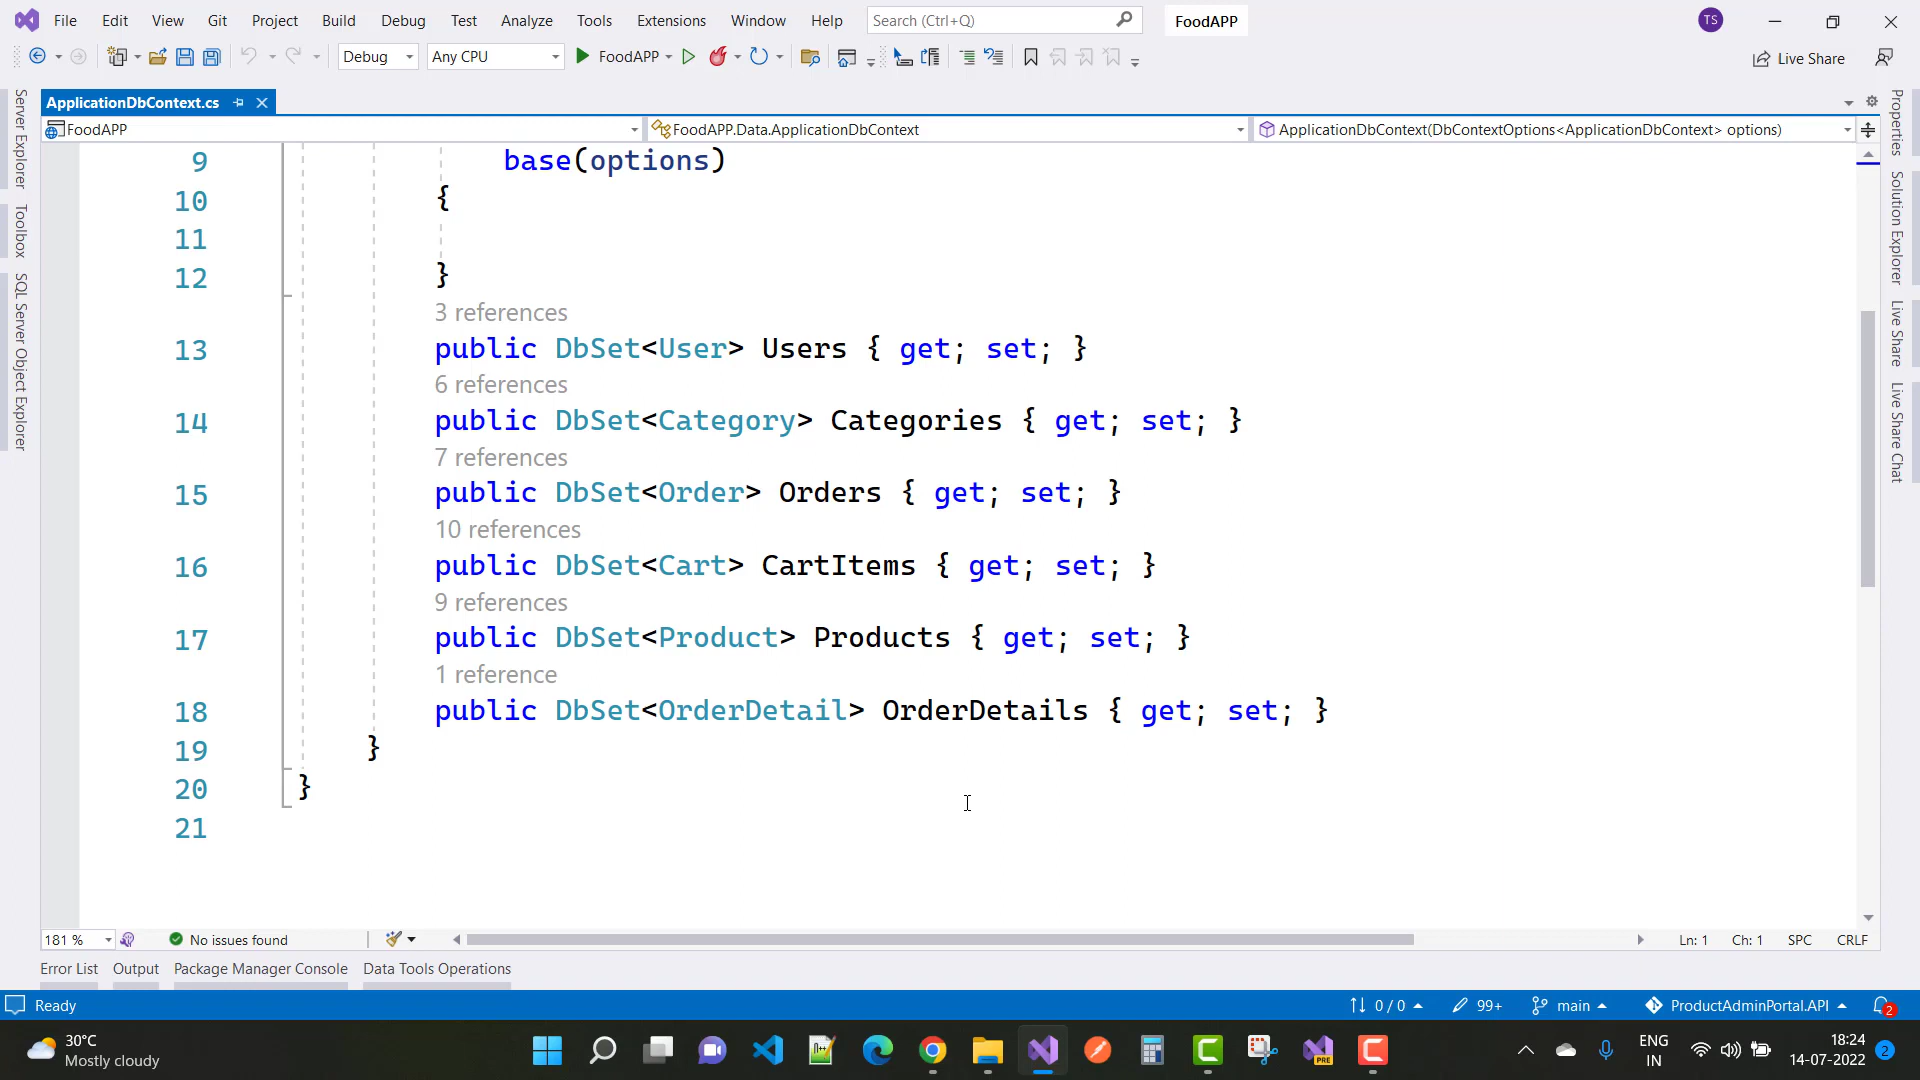 File Edit View Git Project Build Debug Test Analyze Tools Extensions Window Help Search (Ctrl+Q) FoodAPP TS
Debug Any CPU FoodAPP Live Share
ApplicationDbContext.cs
FoodAPP FoodAPP.Data.ApplicationDbContext ApplicationDbContext(DbContextOptions<ApplicationDbContext> options)
Server Explorer
Toolbox
SQL Server Object Explorer
9 base(options)
10 {
11
12 }
3 references
13 public DbSet<User> Users { get; set; }
6 references
14 public DbSet<Category> Categories { get; set; }
7 references
15 public DbSet<Order> Orders { get; set; }
10 references
16 public DbSet<Cart> CartItems { get; set; }
9 references
17 public DbSet<Product> Products { get; set; }
1 reference
18 public DbSet<OrderDetail> OrderDetails { get; set; }
19 }
20 }
21
Properties
Solution Explorer
Live Share
Live Share Chat
181 % No issues found Ln: 1 Ch: 1 SPC CRLF
Error List Output Package Manager Console Data Tools Operations
Ready 0 / 0 99+ main ProductAdminPortal.API 2
30°C
Mostly cloudy
PRE
ENG
IN
18:24
14-07-2022
2